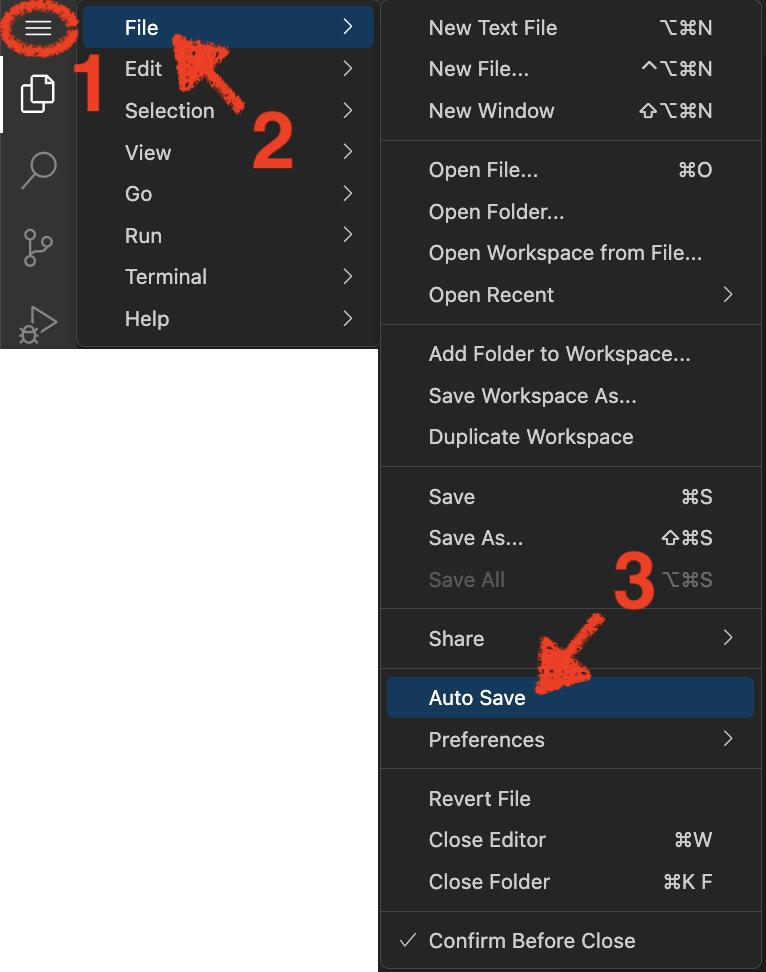 1
File
Edit
2
Selection
View
Go
Run
Terminal
Help
New Text File ⌥⌘N
New File... ^⌥⌘N
New Window ⇧⌥⌘N
Open File... ⌘O
Open Folder...
Open Workspace from File...
Open Recent
Add Folder to Workspace...
Save Workspace As...
Duplicate Workspace
Save ⌘S
Save As... ⇧⌘S
Save All ⌥⌘S
3
Share
Auto Save
Preferences
Revert File
Close Editor ⌘W
Close Folder ⌘K F
✓ Confirm Before Close